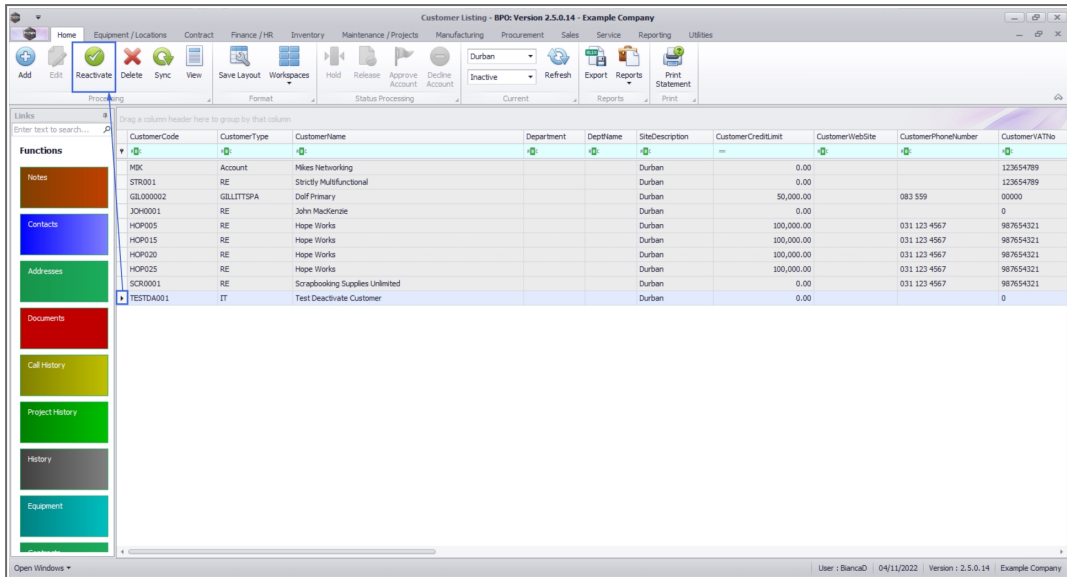 Customer Listing - BPO: Version 2.5.0.14 - Example Company
Home Equipment / Locations Contract Finance / HR Inventory Maintenance / Projects Manufacturing Procurement Sales Service Reporting Utilities
Add Edit Reactivate Delete Sync View Save Layout Workspaces Hold Release Approve Account Decline Account Durban Inactive Refresh Export Reports Print Statement
Processing Format Status Processing Current Reports Print
Links
Enter text to search...
Drag a column header here to group by that column
Functions
CustomerCode CustomerType CustomerName Department DeptName SiteDescription CustomerCreditLimit CustomerWebSite CustomerPhoneNumber CustomerVATNo
MIK Account Mikes Networking Durban 0.00 123654789
STR001 RE Strictly Multifunctional Durban 0.00 123654789
GIL000002 GILLITTSPA Dolf Primary Durban 50,000.00 083 559 00000
JOH0001 RE John MacKenzie Durban 0.00 0
HOP005 RE Hope Works Durban 100,000.00 031 123 4567 987654321
HOP015 RE Hope Works Durban 100,000.00 031 123 4567 987654321
HOP020 RE Hope Works Durban 100,000.00 031 123 4567 987654321
HOP025 RE Hope Works Durban 100,000.00 031 123 4567 987654321
SCR0001 RE Scrapbooking Supplies Unlimited Durban 0.00 031 123 4567 987654321
TESTDA001 IT Test Deactivate Customer Durban 0.00 0
Notes
Contacts
Addresses
Documents
Call History
Project History
History
Equipment
Contracts
Open Windows
User : BiancaD 04/11/2022 Version : 2.5.0.14 Example Company